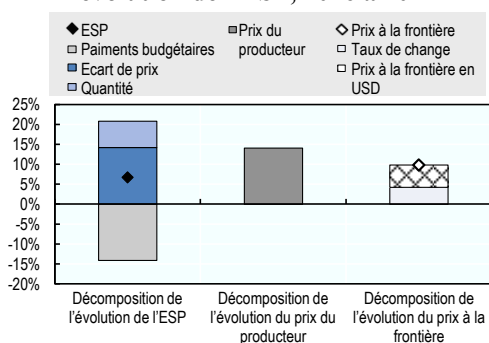 ESP
Paiments budgétaires
Ecart de prix
Quantité
Prix du
producteur
Prix à la frontière
Taux de change
Prix à la frontière en
USD
25%
20%
15%
10%
5%
0%
-5%
-10%
-15%
-20%
Décomposition de
l'évolution de l'ESP
Décomposition de
l'évolution du prix du
producteur
Décomposition de
l'évolution du prix à la
frontière